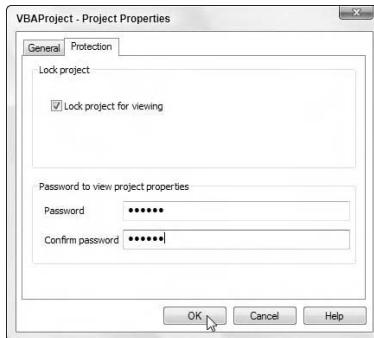 VBAProject - Project Properties
General Protection
Lock project
Lock project for viewing
Password to view project properties
Password ••••••
Confirm password ••••••
OK Cancel Help